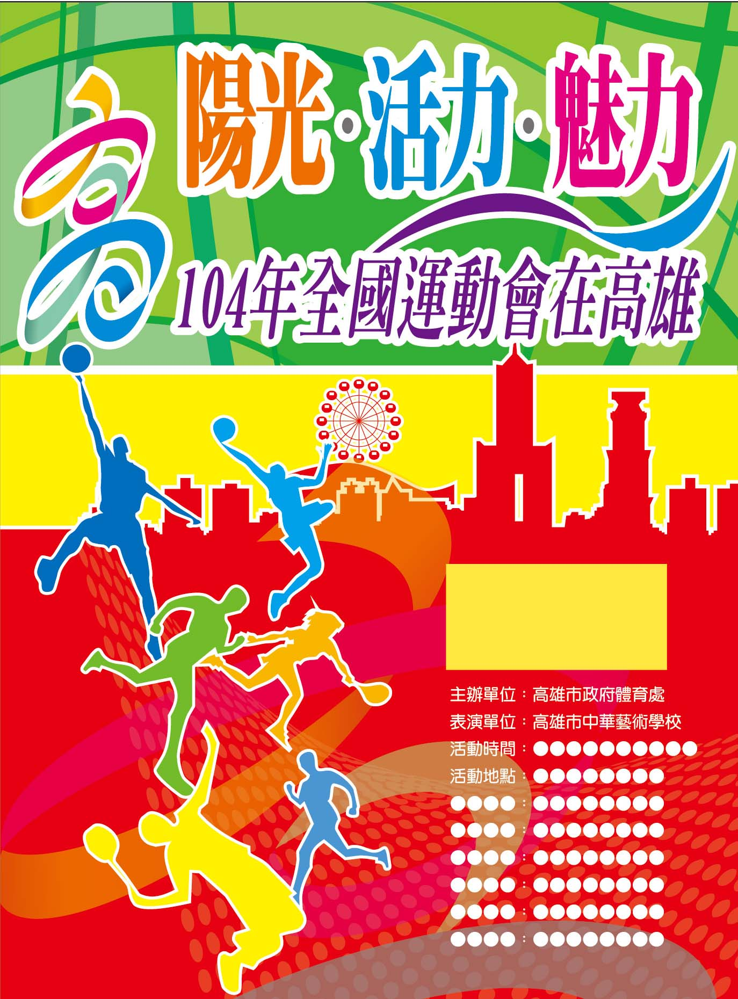 陽光・活力・魅力
104年全國運動會在高雄
主辦單位：高雄市政府體育處
表演單位：高雄市中華藝術學校
活動時間：●●●●●●●●●●
活動地點：●●●●●●●●
●●●●：●●●●●●●●
●●●●：●●●●●●●●
●●●●：●●●●●●●●
●●●●：●●●●●●●●
●●●●：●●●●●●●●
●●●●：●●●●●●●●